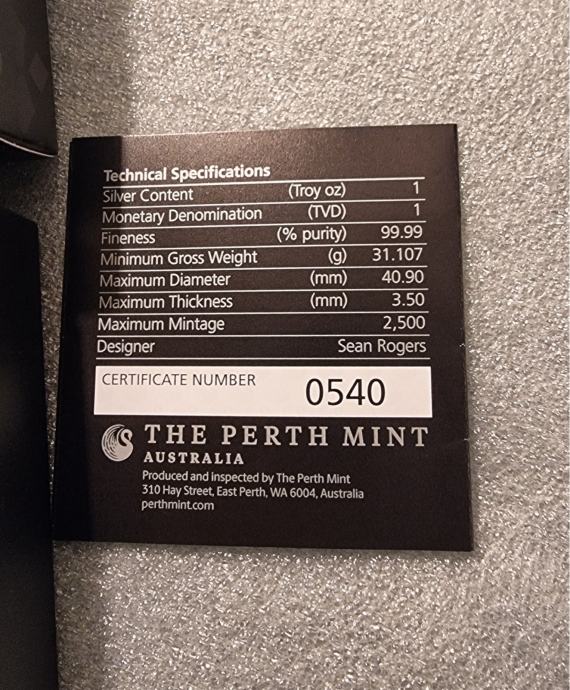 Technical Specifications
Silver Content (Troy oz) 1
Monetary Denomination (TVD) 1
Fineness (% purity) 99.99
Minimum Gross Weight (g) 31.107
Maximum Diameter (mm) 40.90
Maximum Thickness (mm) 3.50
Maximum Mintage 2,500
Designer Sean Rogers
CERTIFICATE NUMBER 0540
THE PERTH MINT
AUSTRALIA
Produced and inspected by The Perth Mint
310 Hay Street, East Perth, WA 6004, Australia
perthmint.com